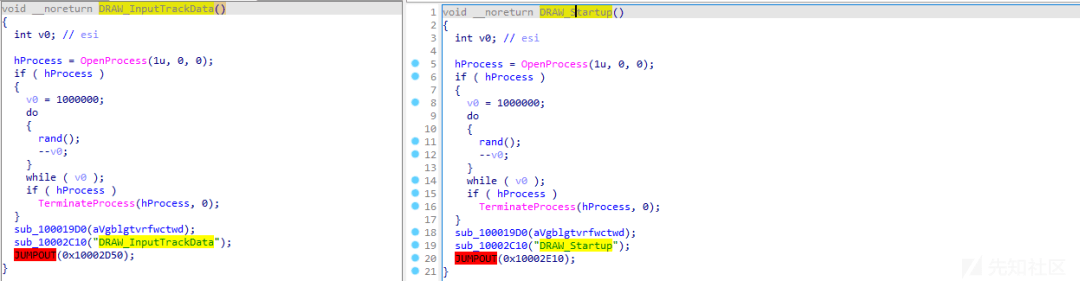 void __noreturn DRAW_InputTrackData()
{
int v0; // esi
hProcess = OpenProcess(1u, 0, 0);
if ( hProcess )
{
v0 = 1000000;
do
{
rand();
--v0;
}
while ( v0 );
if ( hProcess )
TerminateProcess(hProcess, 0);
}
sub_100019D0(aVgblgtvrfwctwd);
sub_10002C10("DRAW_InputTrackData");
JUMPOUT(0x10002D50);
}
1 void __noreturn DRAW_Startup()
2 {
3 int v0; // esi
4
5 hProcess = OpenProcess(1u, 0, 0);
6 if ( hProcess )
7 {
8 v0 = 1000000;
9 do
10 {
11 rand();
12 --v0;
13 }
14 while ( v0 );
15 if ( hProcess )
16 TerminateProcess(hProcess, 0);
17 }
18 sub_100019D0(aVgblgtvrfwctwd);
19 sub_10002C10("DRAW_Startup");
20 JUMPOUT(0x10002E10);
21 }
先知社区